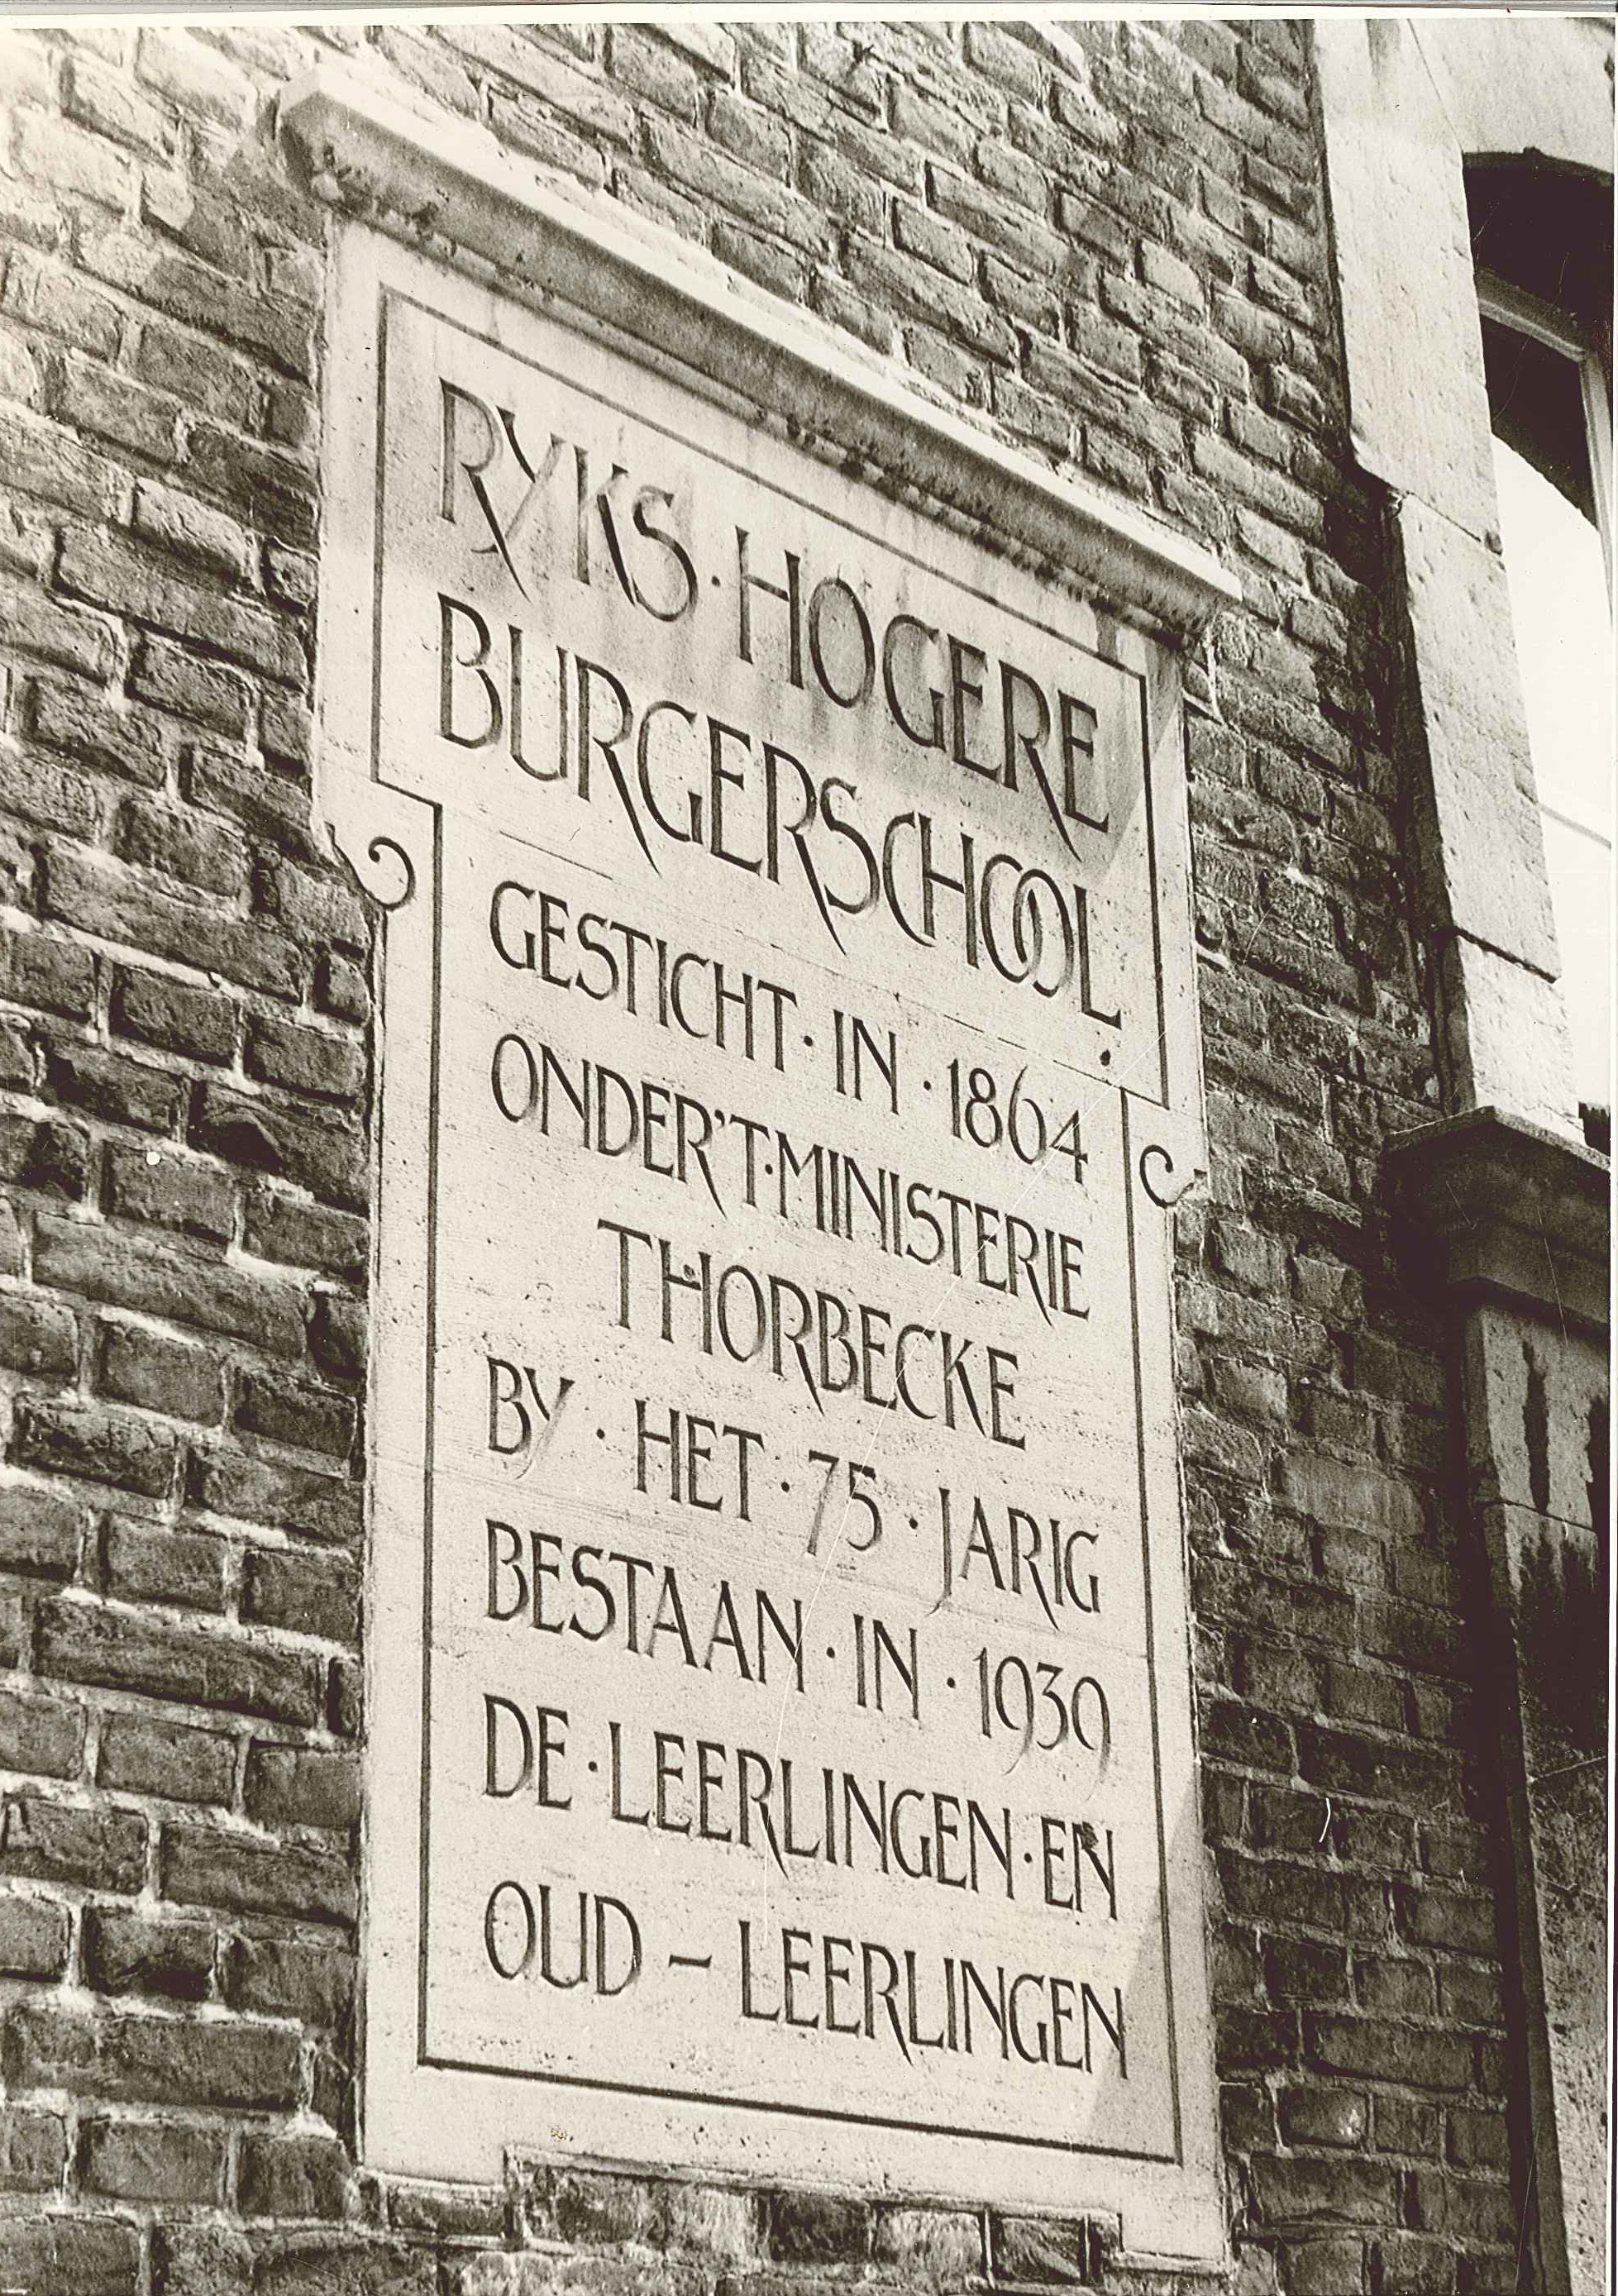 RYKS·HOGERE
BURGERSCHOOL.
GESTICHT·IN·1864
ONDER'T·MINISTERIE
THORBECKE
BY·HET·75·JARIG
BESTAAN·IN·1939
DE·LEERLINGEN·EN
OUD – LEERLINGEN